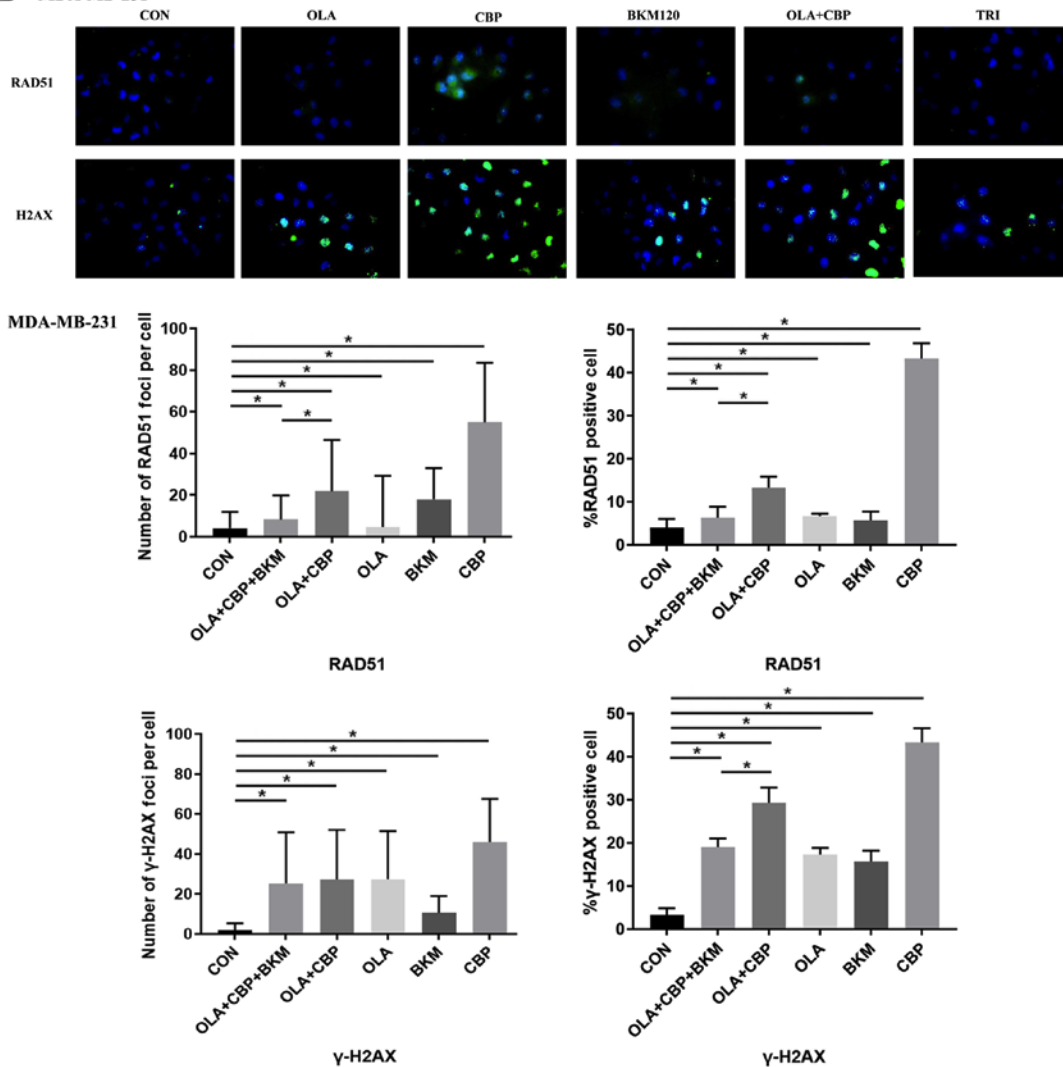 CON OLA CBP BKM120 OLA+CBP TRI
RAD51
H2AX
MDA-MB-231
Number of RAD51 foci per cell
100
80
60
40
20
0
* * * * * *
CON OLA+CBP+BKM OLA+CBP OLA BKM CBP
RAD51
%RAD51 positive cell
50
40
30
20
10
0
* * * * * *
CON OLA+CBP+BKM OLA+CBP OLA BKM CBP
RAD51
Number of γ-H2AX foci per cell
100
80
60
40
20
0
* * * * *
CON OLA+CBP+BKM OLA+CBP OLA BKM CBP
γ-H2AX
%γ-H2AX positive cell
50
40
30
20
10
0
* * * * * *
CON OLA+CBP+BKM OLA+CBP OLA BKM CBP
γ-H2AX